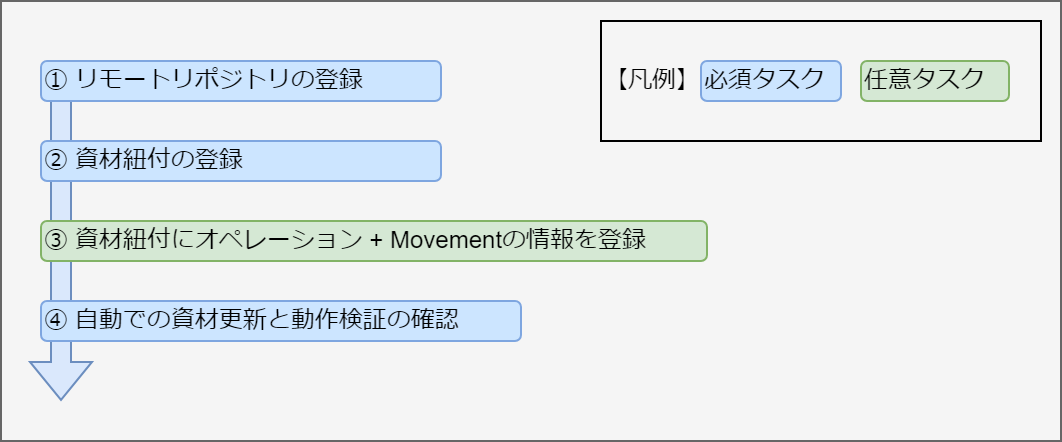 ① リモートリポジトリの登録
【凡例】 必須タスク 任意タスク
② 資材紐付の登録
③ 資材紐付にオペレーション + Movementの情報を登録
④ 自動での資材更新と動作検証の確認